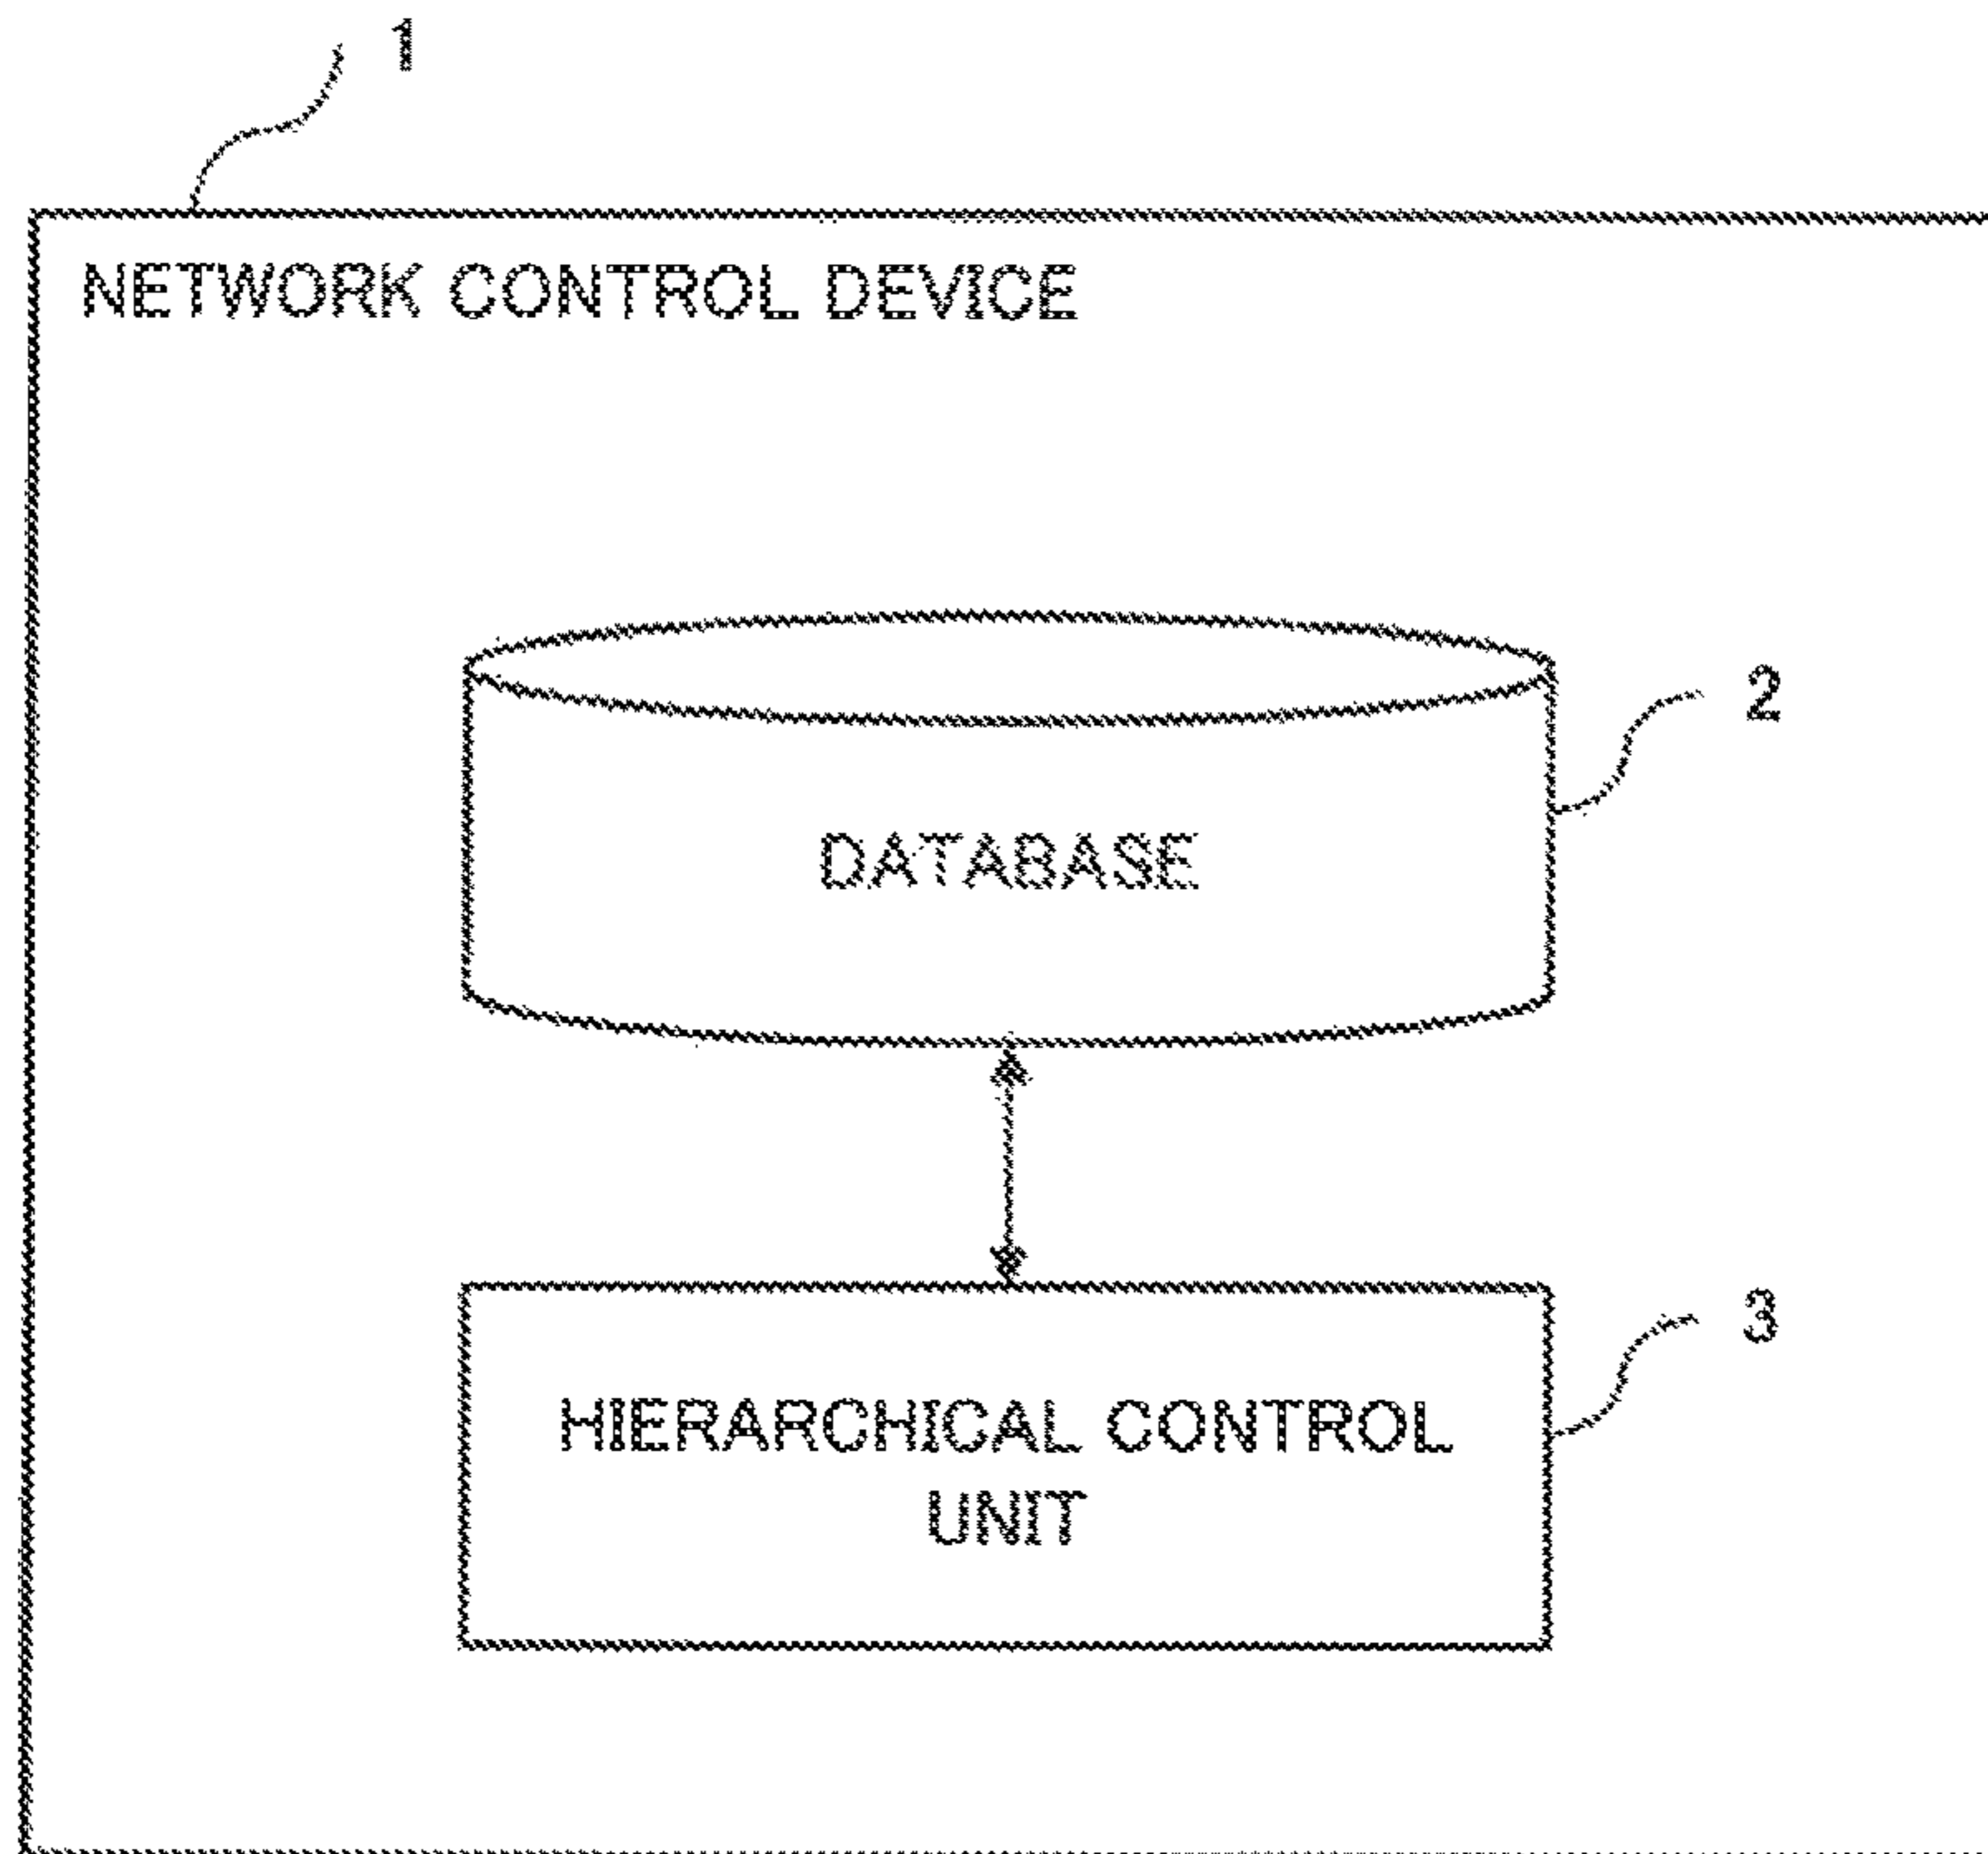 1
NETWORK CONTROL DEVICE
2
DATABASE
3
HIERARCHICAL CONTROL
UNIT